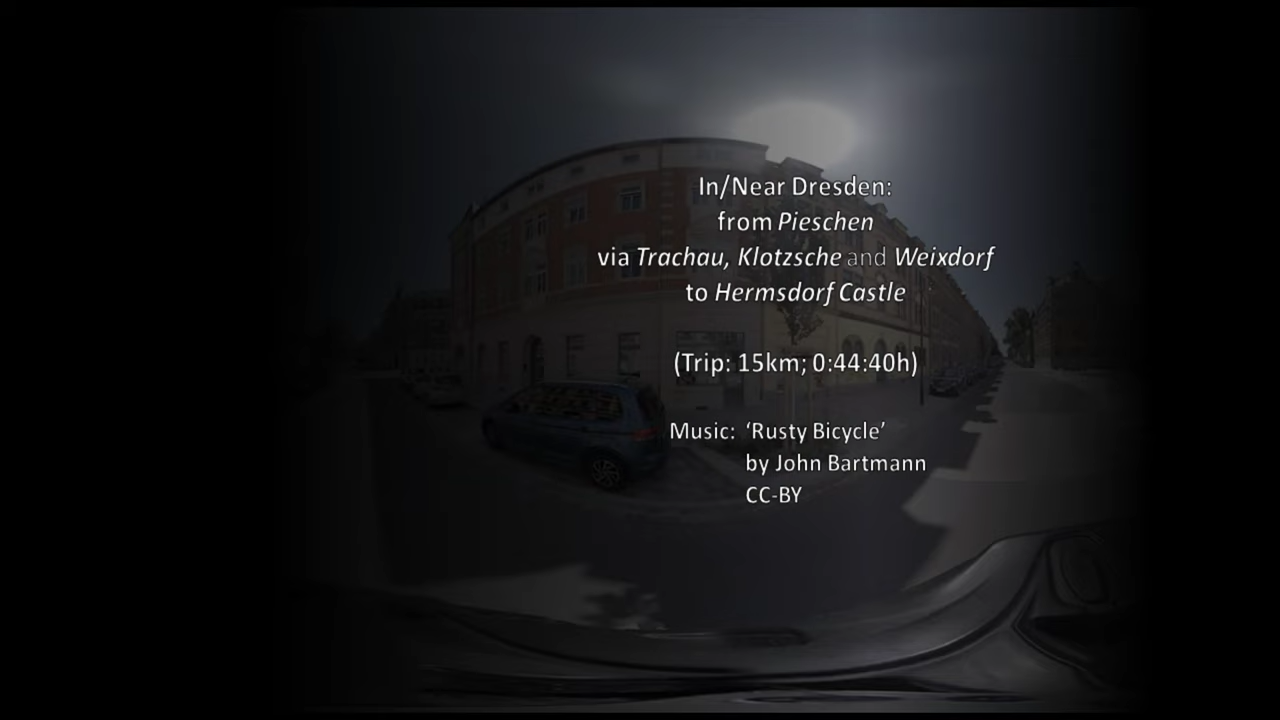 In/Near Dresden:
from Pieschen
via Trachau, Klotzsche and Weixdorf
to Hermsdorf Castle
(Trip: 15km; 0:44:40h)
Music: ‘Rusty Bicycle’
by John Bartmann
CC-BY